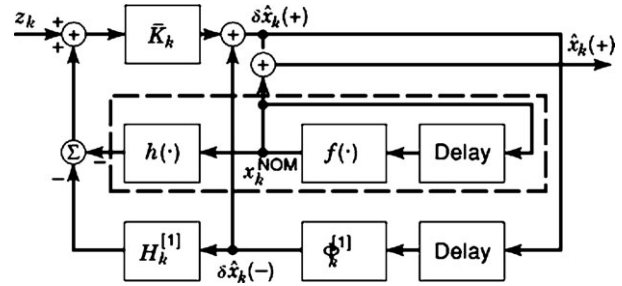 z_k + + + K̄_k + δx̂_k(+)
+ x̂_k(+)
Σ − h(·) x_k^NOM f(·) Delay
− H_k^[1] δx̂_k(−) Φ_k^[1] Delay